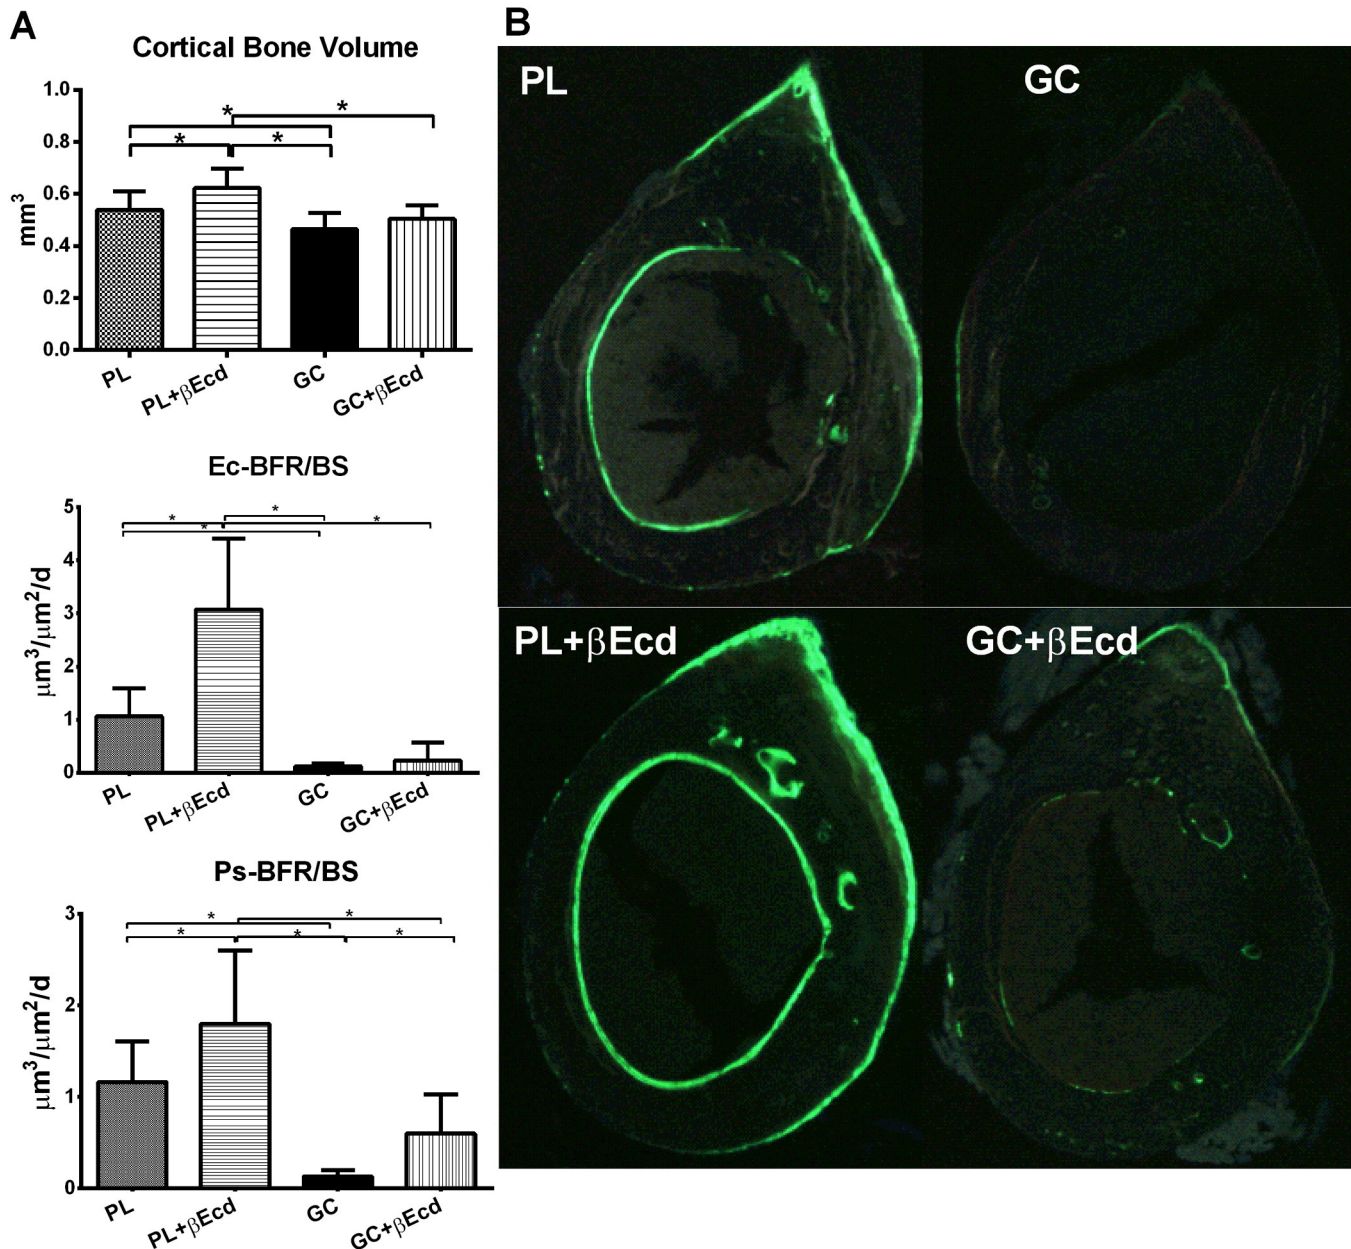 A
Cortical Bone Volume
1.0
0.8
0.6
0.4
0.2
0.0
mm³
* * * *
PL
PL+βEcd
GC
GC+βEcd
Ec-BFR/BS
5
4
3
2
1
0
μm³/μm²/d
* * * *
PL
PL+βEcd
GC
GC+βEcd
Ps-BFR/BS
3
2
1
0
μm³/μm²/d
* * * * *
PL
PL+βEcd
GC
GC+βEcd
B
PL
GC
PL+βEcd
GC+βEcd